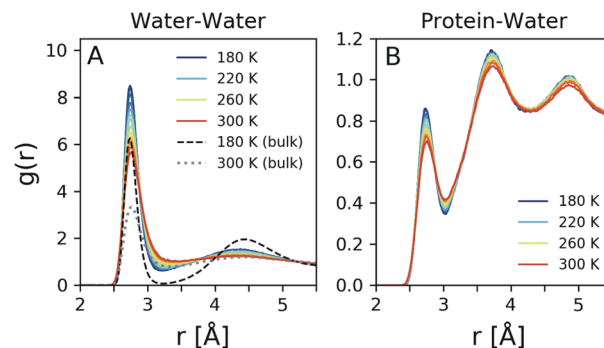 Water-Water
A
g(r)
10
8
6
4
2
0
180 K
220 K
260 K
300 K
180 K (bulk)
300 K (bulk)
2
3
4
5
r [Å]
Protein-Water
B
1.2
1.0
0.8
0.6
0.4
0.2
0.0
180 K
220 K
260 K
300 K
2
3
4
5
r [Å]